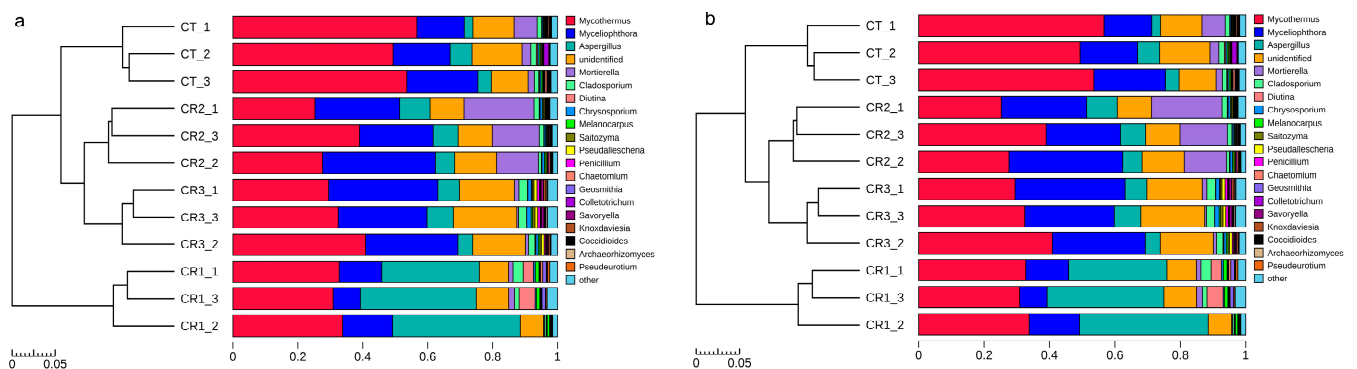 a
CT_1
CT_2
CT_3
CR2_1
CR2_3
CR2_2
CR3_1
CR3_3
CR3_2
CR1_1
CR1_3
CR1_2
0 0.05
0 0.2 0.4 0.6 0.8 1
Mycothermus
Myceliophthora
Aspergillus
unidentified
Mortierella
Cladosporium
Diutina
Chrysosporium
Melanocarpus
Saitozyma
Pseudallescheria
Penicillium
Chaetomium
Geosmithia
Colletotrichum
Savoryella
Knoxdaviesia
Coccidioides
Archaeorhizomyces
Pseudeurotium
other
b
CT_1
CT_2
CT_3
CR2_1
CR2_3
CR2_2
CR3_1
CR3_3
CR3_2
CR1_1
CR1_3
CR1_2
0 0.05
0 0.2 0.4 0.6 0.8 1
Mycothermus
Myceliophthora
Aspergillus
unidentified
Mortierella
Cladosporium
Diutina
Chrysosporium
Melanocarpus
Saitozyma
Pseudallescheria
Penicillium
Chaetomium
Geosmithia
Colletotrichum
Savoryella
Knoxdaviesia
Coccidioides
Archaeorhizomyces
Pseudeurotium
other